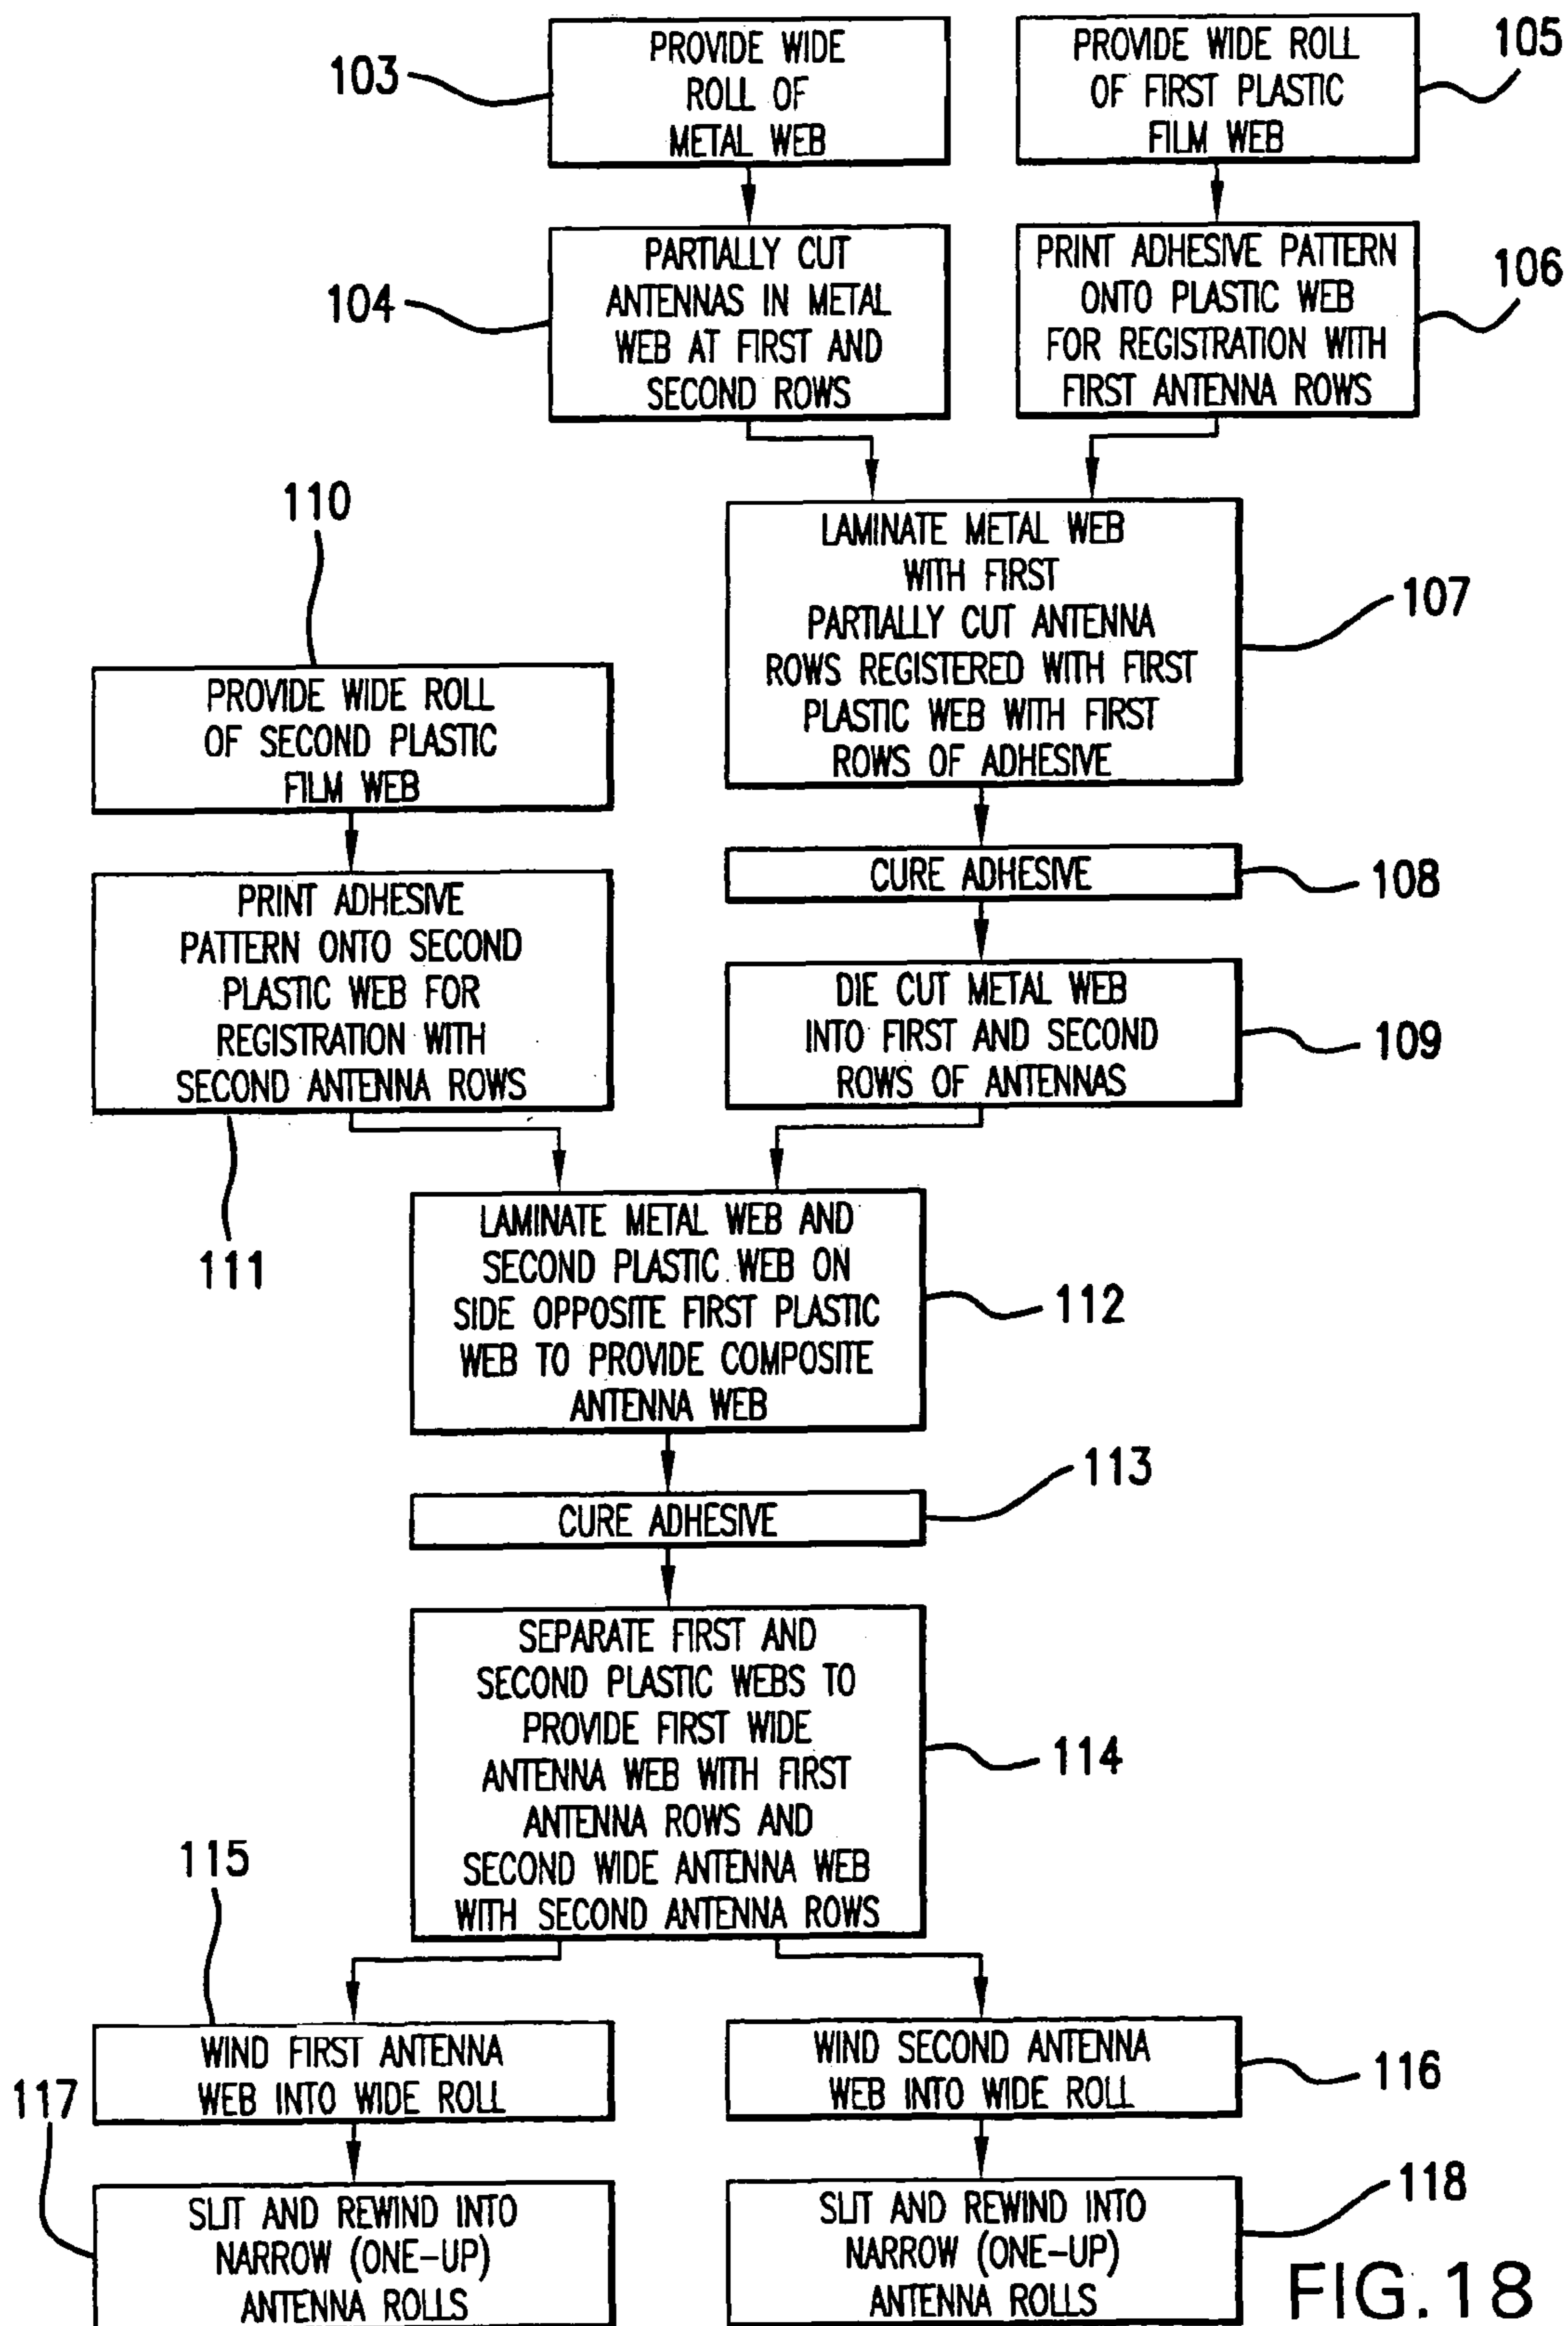 103
PROVIDE WIDE
ROLL OF
METAL WEB
PROVIDE WIDE ROLL
OF FIRST PLASTIC
FILM WEB
105
104
PARTIALLY CUT
ANTENNAS IN METAL
WEB AT FIRST AND
SECOND ROWS
PRINT ADHESIVE PATTERN
ONTO PLASTIC WEB
FOR REGISTRATION WITH
FIRST ANTENNA ROWS
106
LAMINATE METAL WEB
WITH FIRST
PARTIALLY CUT ANTENNA
ROWS REGISTERED WITH FIRST
PLASTIC WEB WITH FIRST
ROWS OF ADHESIVE
107
110
PROVIDE WIDE ROLL
OF SECOND PLASTIC
FILM WEB
CURE ADHESIVE
108
PRINT ADHESIVE
PATTERN ONTO SECOND
PLASTIC WEB FOR
REGISTRATION WITH
SECOND ANTENNA ROWS
111
DIE CUT METAL WEB
INTO FIRST AND SECOND
ROWS OF ANTENNAS
109
LAMINATE METAL WEB AND
SECOND PLASTIC WEB ON
SIDE OPPOSITE FIRST PLASTIC
WEB TO PROVIDE COMPOSITE
ANTENNA WEB
112
CURE ADHESIVE
113
SEPARATE FIRST AND
SECOND PLASTIC WEBS TO
PROVIDE FIRST WIDE
ANTENNA WEB WITH FIRST
ANTENNA ROWS AND
SECOND WIDE ANTENNA WEB
WITH SECOND ANTENNA ROWS
114
115
WIND FIRST ANTENNA
WEB INTO WIDE ROLL
WIND SECOND ANTENNA
WEB INTO WIDE ROLL
116
117
SLIT AND REWIND INTO
NARROW (ONE-UP)
ANTENNA ROLLS
SLIT AND REWIND INTO
NARROW (ONE-UP)
ANTENNA ROLLS
118
FIG.18